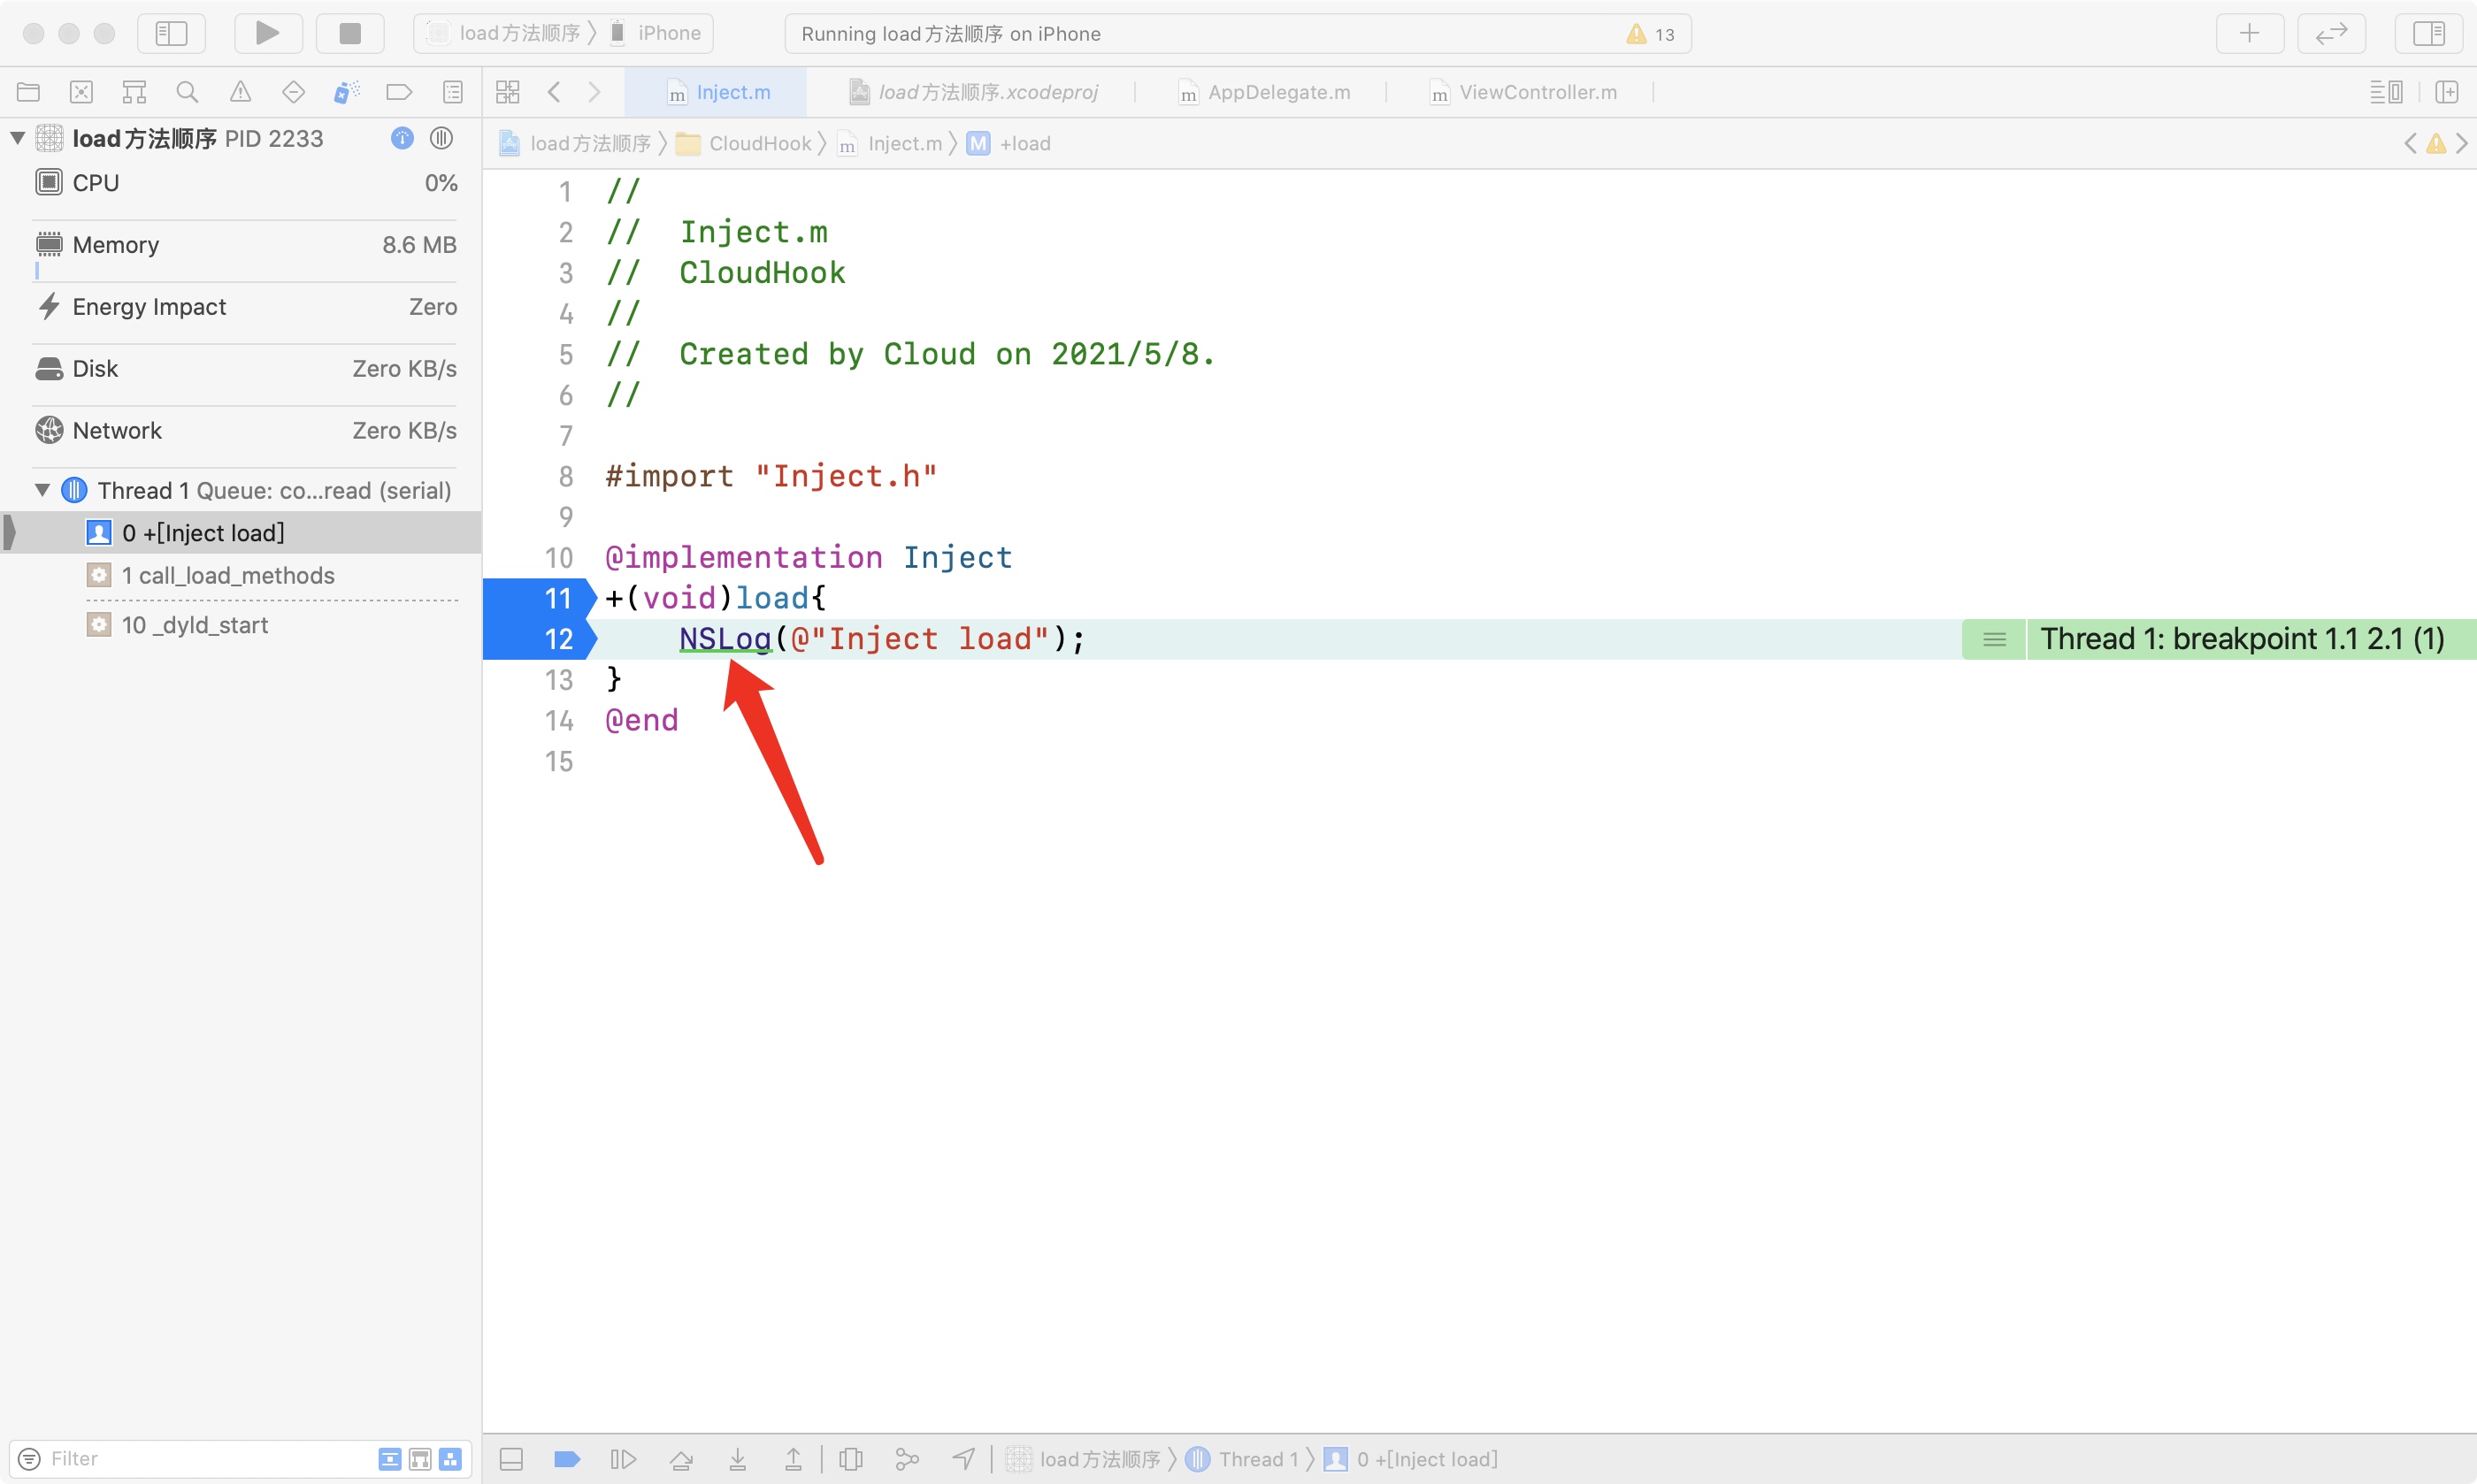 load方法顺序 〉 iPhone
Running load方法顺序 on iPhone
13
Inject.m
load方法顺序.xcodeproj
AppDelegate.m
ViewController.m
load方法顺序 PID 2233
CPU 0%
Memory 8.6 MB
Energy Impact Zero
Disk Zero KB/s
Network Zero KB/s
Thread 1 Queue: co...read (serial)
0 +[Inject load]
1 call_load_methods
10 _dyld_start
Filter
load方法顺序 〉 CloudHook 〉 m Inject.m 〉 M +load
1 //
2 //  Inject.m
3 //  CloudHook
4 //
5 //  Created by Cloud on 2021/5/8.
6 //
7
8 #import "Inject.h"
9
10 @implementation Inject
11 +(void)load{
12     NSLog(@"Inject load"); Thread 1: breakpoint 1.1 2.1 (1)
13 }
14 @end
15
load方法顺序 〉 Thread 1 〉 0 +[Inject load]